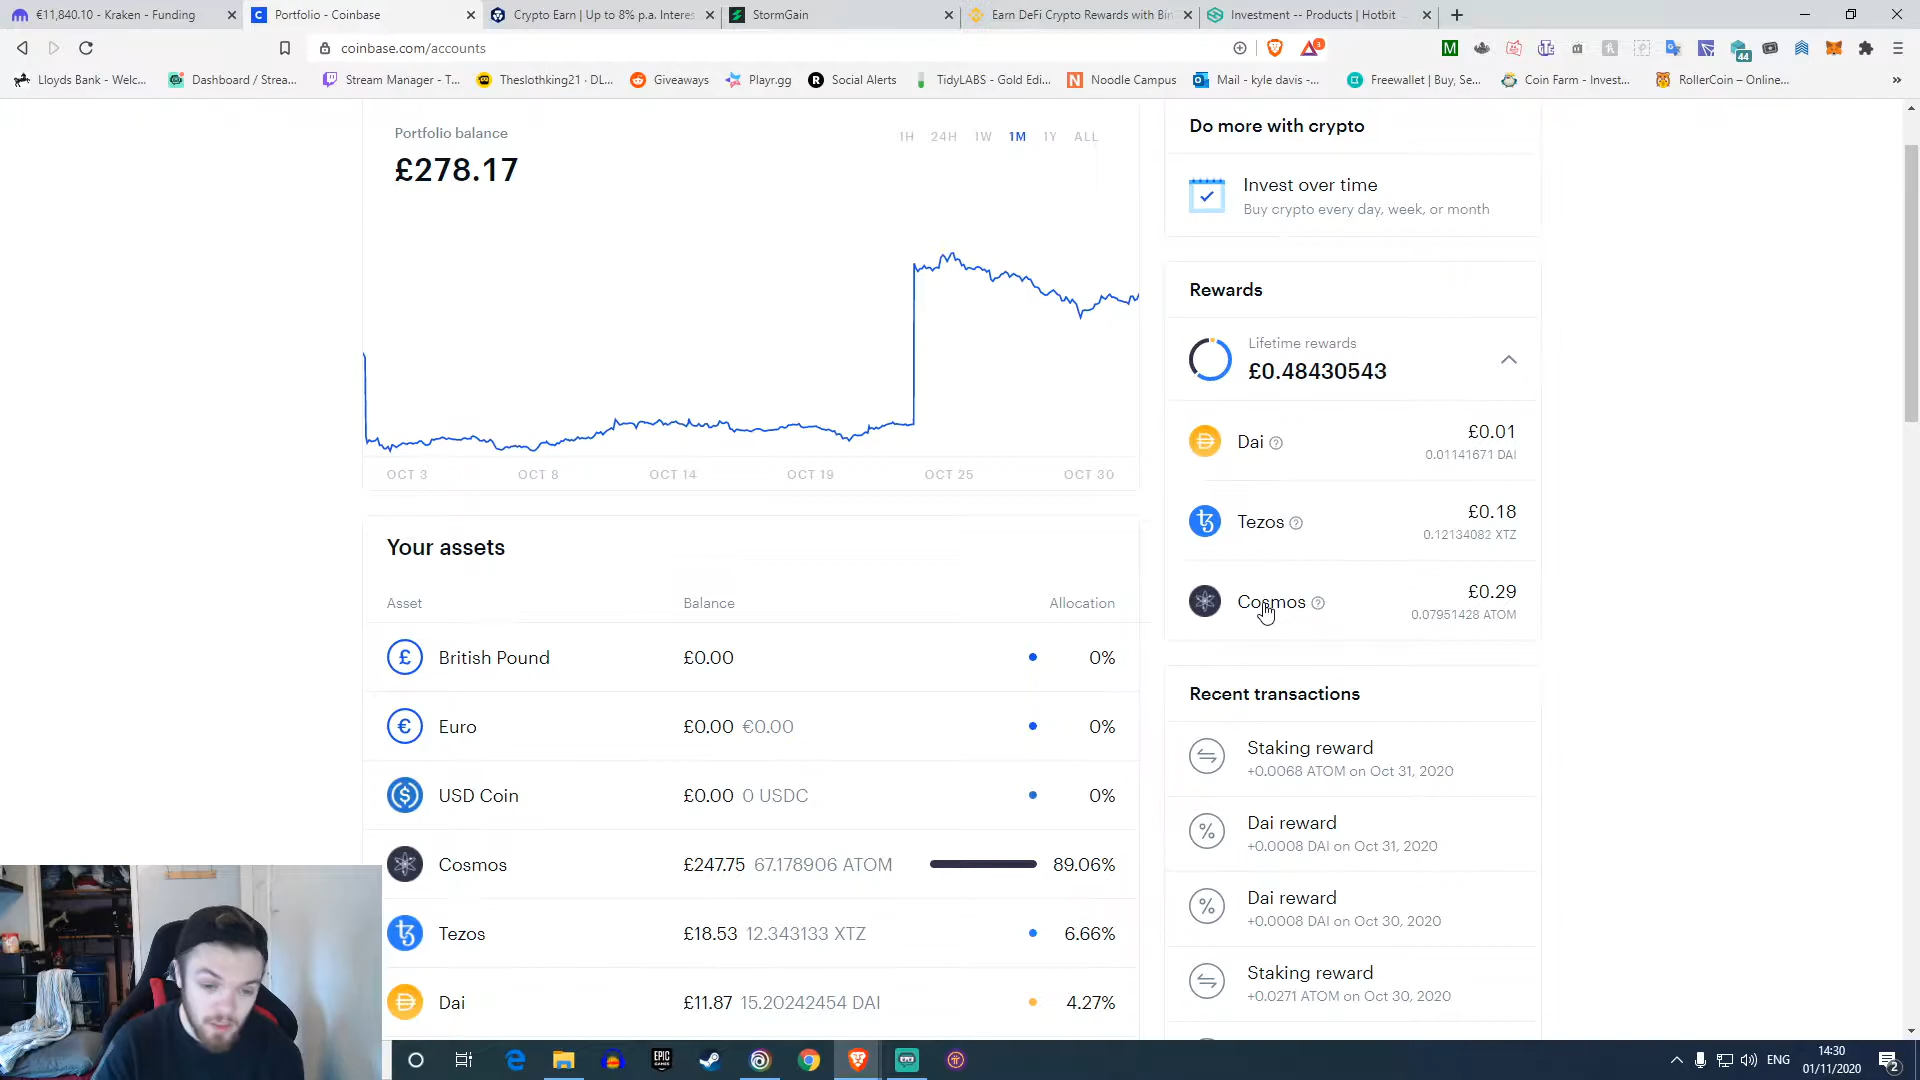 €11,840.10 - Kraken - Funding
Portfolio - Coinbase
Crypto Earn | Up to 8% p.a. Interes
StormGain
Earn DeFi Crypto Rewards with Bin
Investment -- Products | Hotbit
coinbase.com/accounts
Lloyds Bank - Welc...
Dashboard / Strea...
Stream Manager - T...
Theslothking21 · DL...
Giveaways
Playr.gg
Social Alerts
TidyLABS - Gold Edi...
Noodle Campus
Mail - kyle davis -...
Freewallet | Buy, Se...
Coin Farm - Invest...
RollerCoin – Online...
Portfolio balance
£278.17
1H 24H 1W 1M 1Y ALL
OCT 3 OCT 8 OCT 14 OCT 19 OCT 25 OCT 30
Your assets
Asset Balance Allocation
British Pound £0.00 0%
Euro £0.00 €0.00 0%
USD Coin £0.00 0 USDC 0%
Cosmos £247.75 67.178906 ATOM 89.06%
Tezos £18.53 12.343133 XTZ 6.66%
Dai £11.87 15.20242454 DAI 4.27%
Do more with crypto
Invest over time
Buy crypto every day, week, or month
Rewards
Lifetime rewards
£0.48430543
Dai £0.01
0.01141671 DAI
Tezos £0.18
0.12134082 XTZ
Cosmos £0.29
0.07951428 ATOM
Recent transactions
Staking reward
+0.0068 ATOM on Oct 31, 2020
Dai reward
+0.0008 DAI on Oct 31, 2020
Dai reward
+0.0008 DAI on Oct 30, 2020
Staking reward
+0.0271 ATOM on Oct 30, 2020
EPIC GAMES
ENG
14:30
01/11/2020
2
44
3